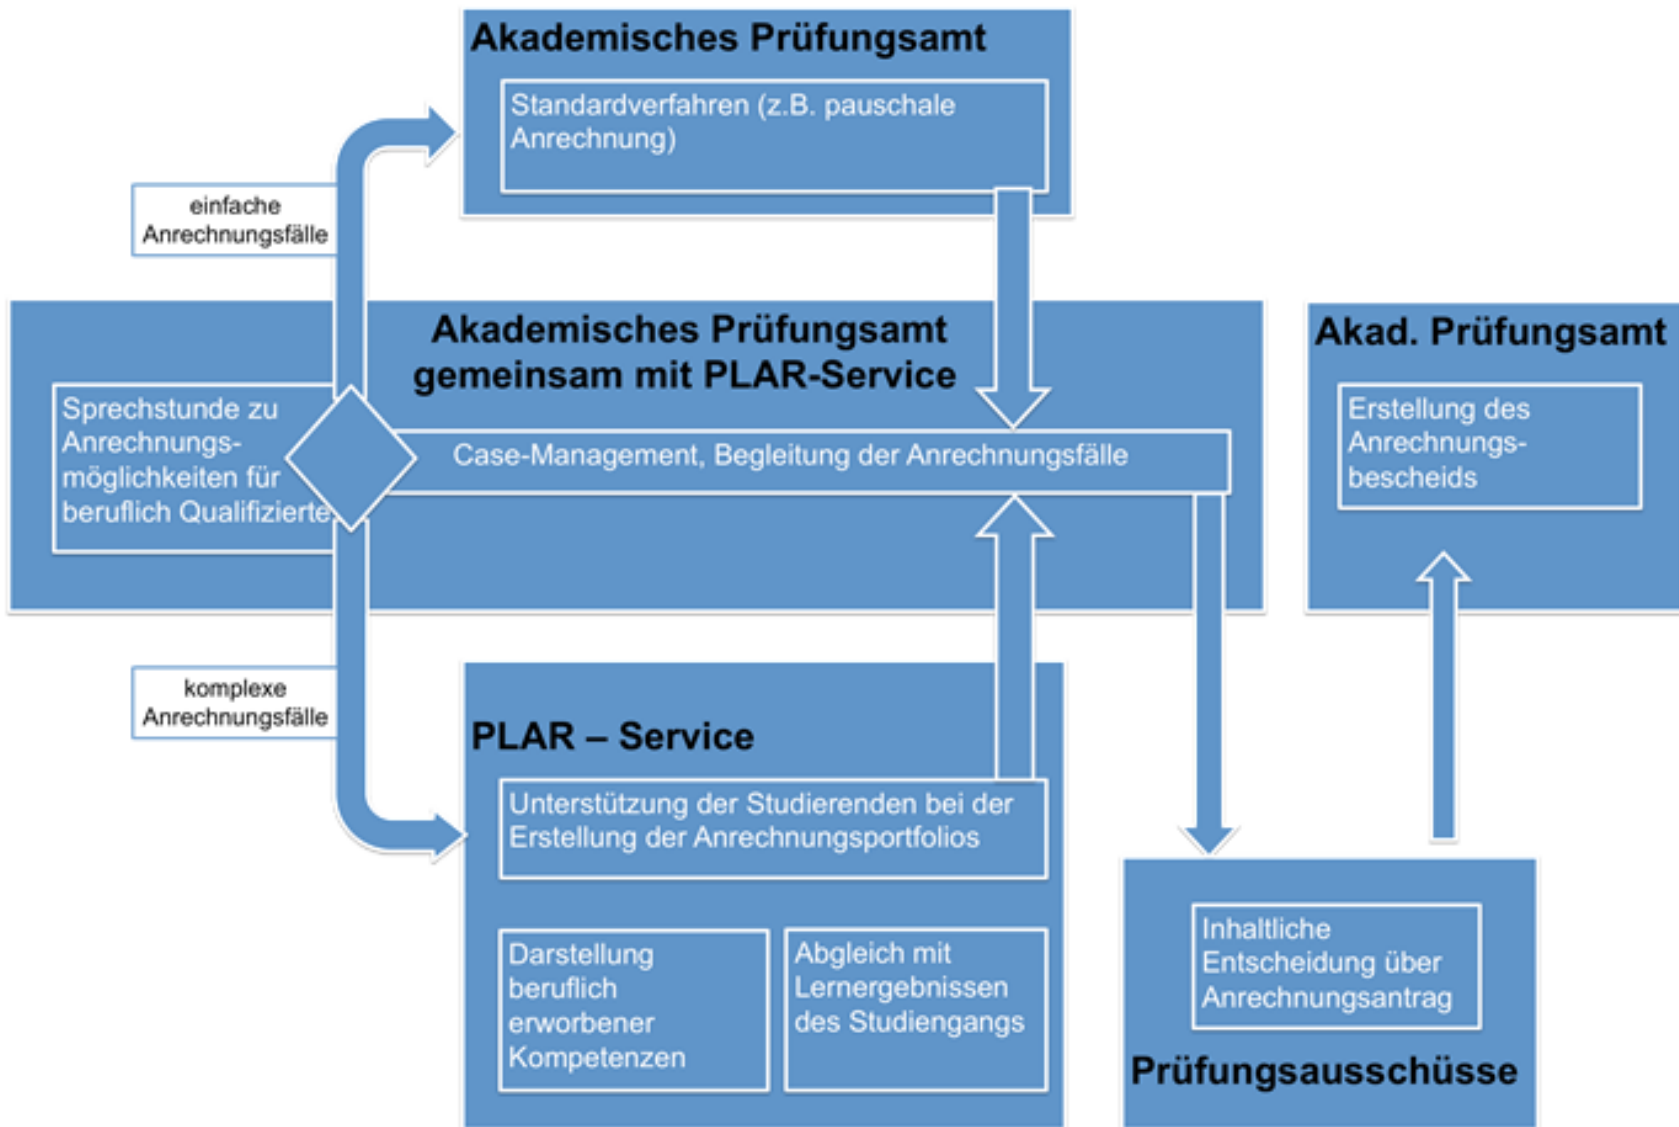 Akademisches Prüfungsamt
Standardverfahren (z.B. pauschale
Anrechnung)
einfache
Anrechnungsfälle
Akademisches Prüfungsamt
gemeinsam mit PLAR-Service
Sprechstunde zu
Anrechnungs-
möglichkeiten für
beruflich Qualifizierte
Case-Management, Begleitung der Anrechnungsfälle
Akad. Prüfungsamt
Erstellung des
Anrechnungs-
bescheids
komplexe
Anrechnungsfälle
PLAR – Service
Unterstützung der Studierenden bei der
Erstellung der Anrechnungsportfolios
Darstellung
beruflich
erworbener
Kompetenzen
Abgleich mit
Lernergebnissen
des Studiengangs
Inhaltliche
Entscheidung über
Anrechnungsantrag
Prüfungsausschüsse